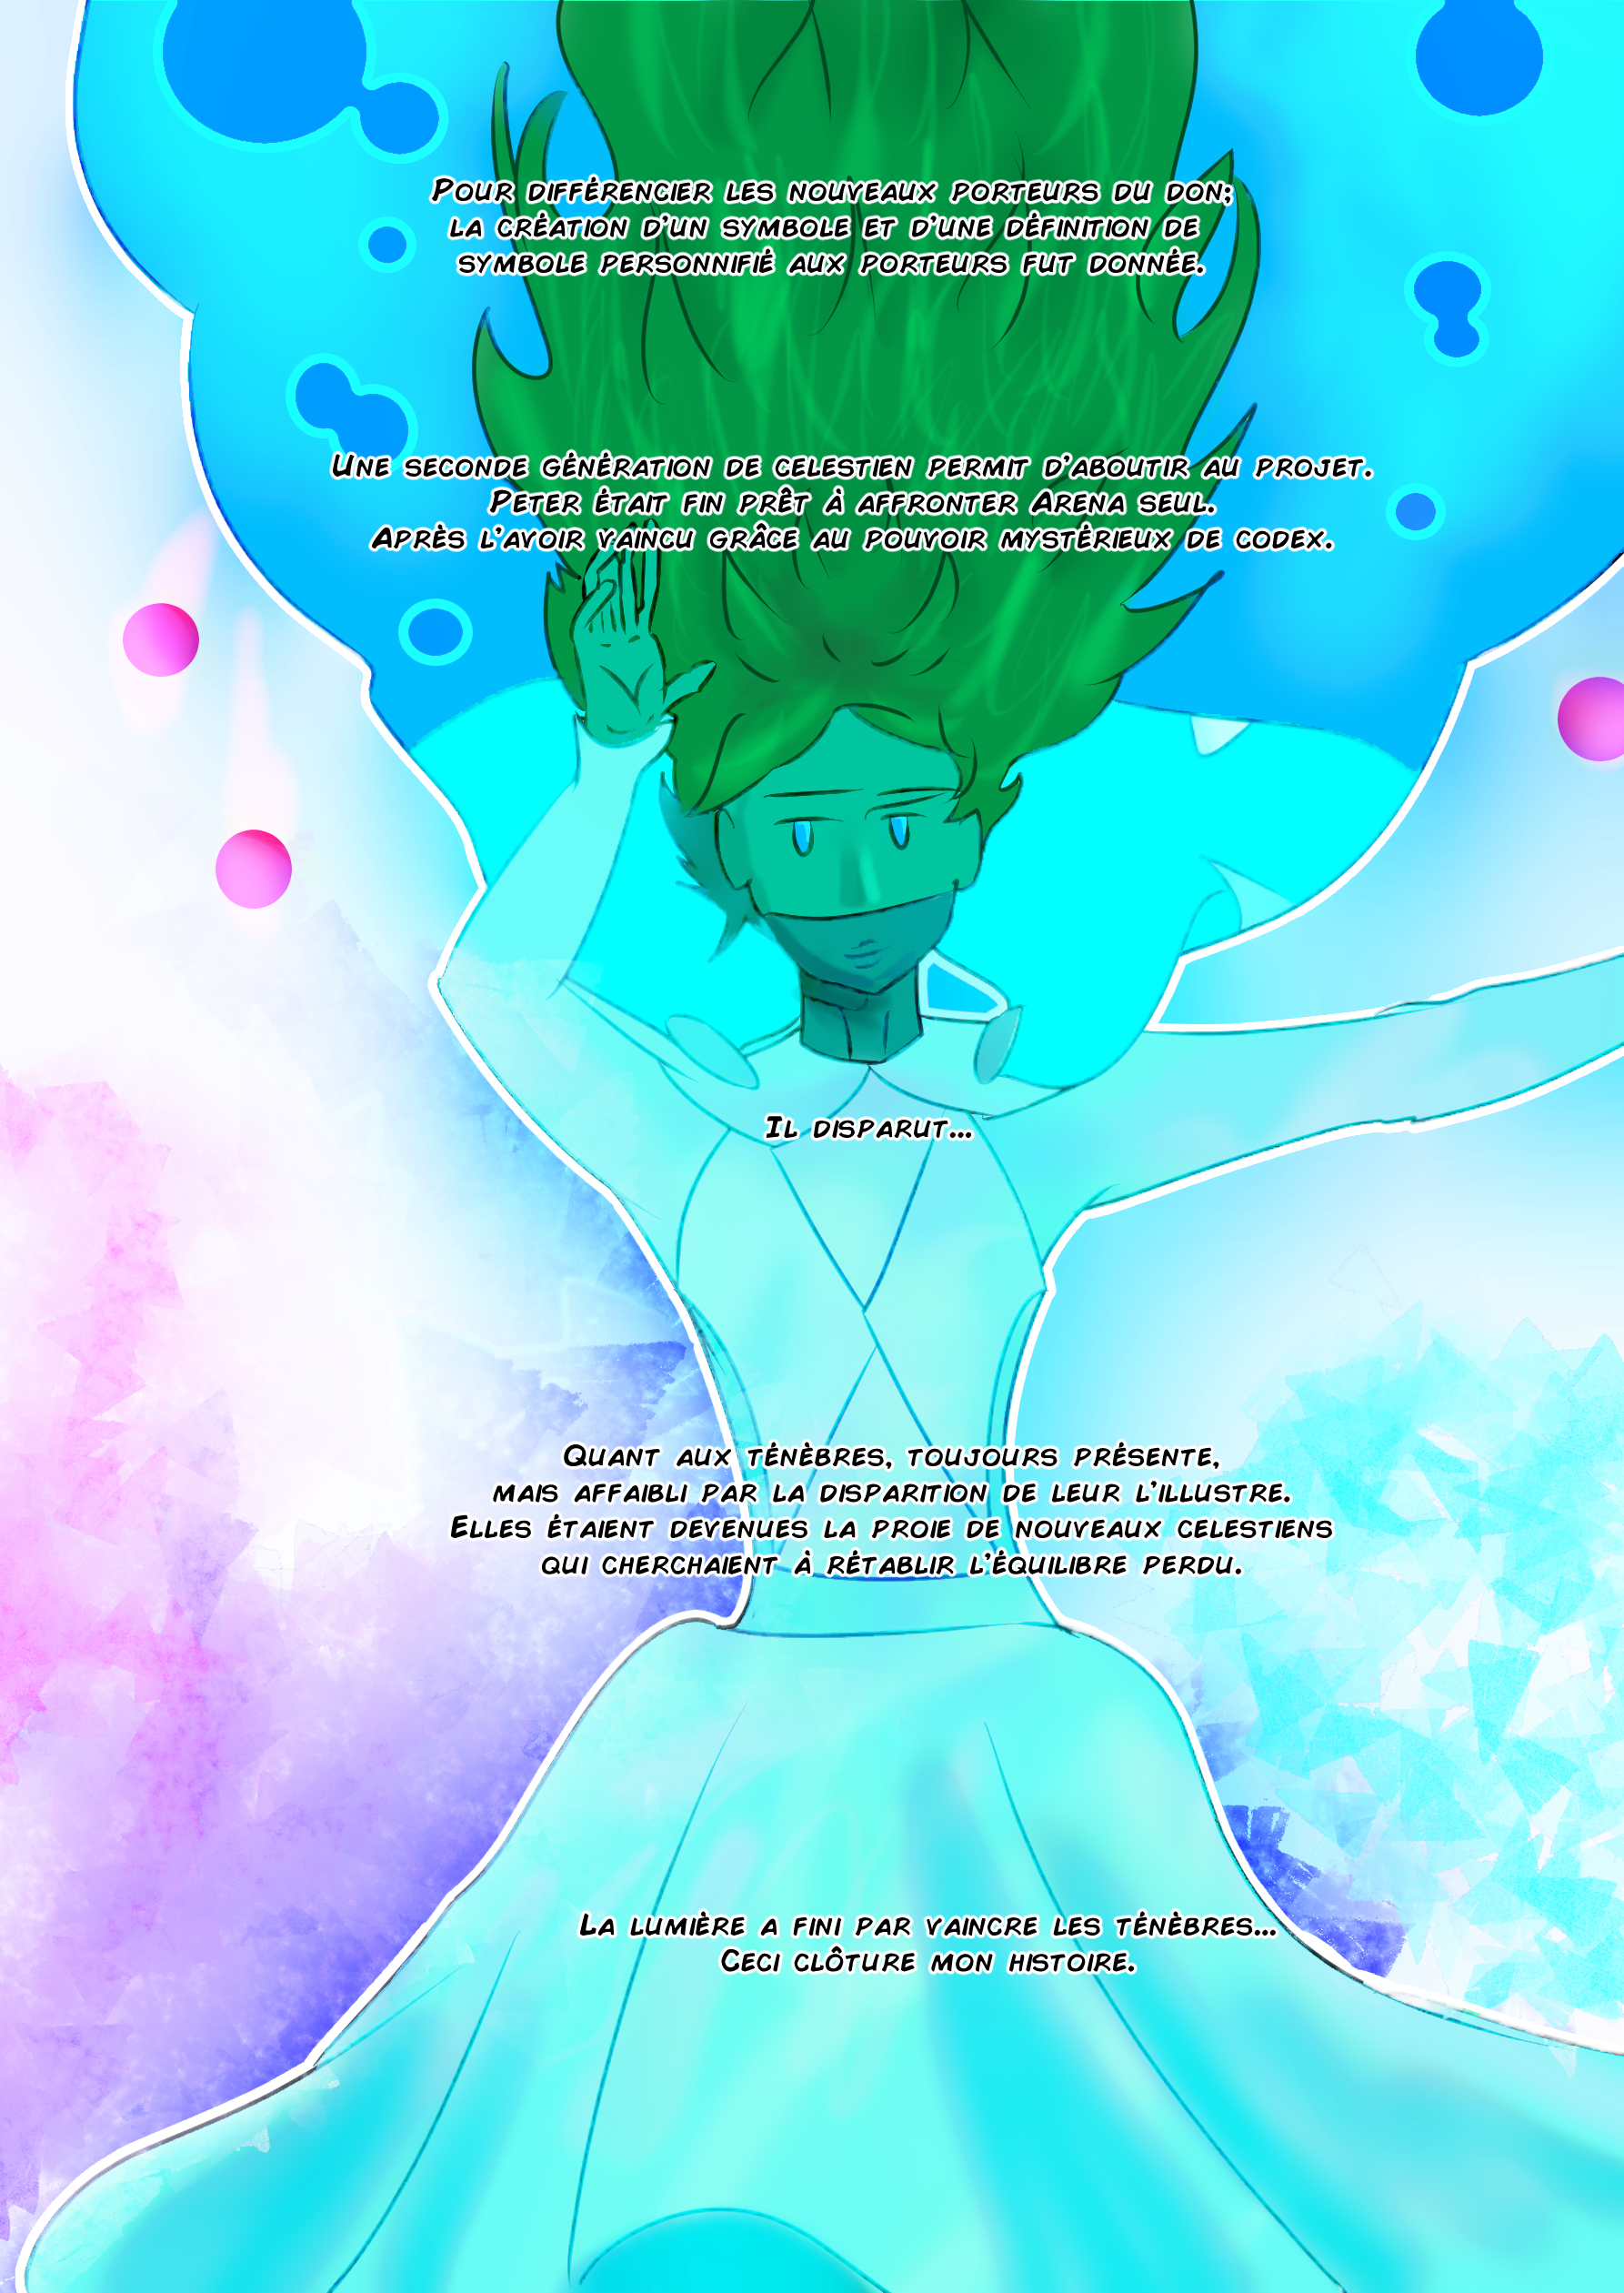 Pour différencier les nouveaux porteurs du don;
la création d'un symbole et d'une définition de
symbole personnifié aux porteurs fut donnée.
Une seconde génération de celestien permit d'aboutir au projet.
Peter était fin prêt à affronter Arena seul.
Après l'avoir vaincu grâce au pouvoir mystérieux de codex.
Il disparut...
Quant aux ténèbres, toujours présente,
mais affaibli par la disparition de leur l'illustre.
Elles étaient devenues la proie de nouveaux celestiens
qui cherchaient à rétablir l'équilibre perdu.
La lumière a fini par vaincre les ténèbres...
Ceci clôture mon histoire.